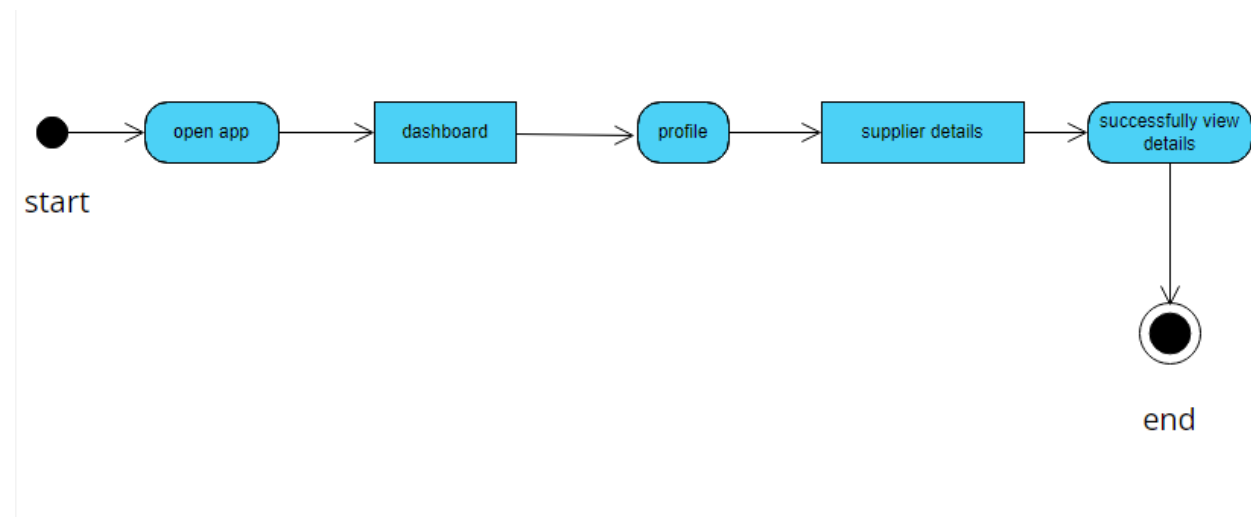 open app
dashboard
profile
supplier details
successfully view
details
start
end